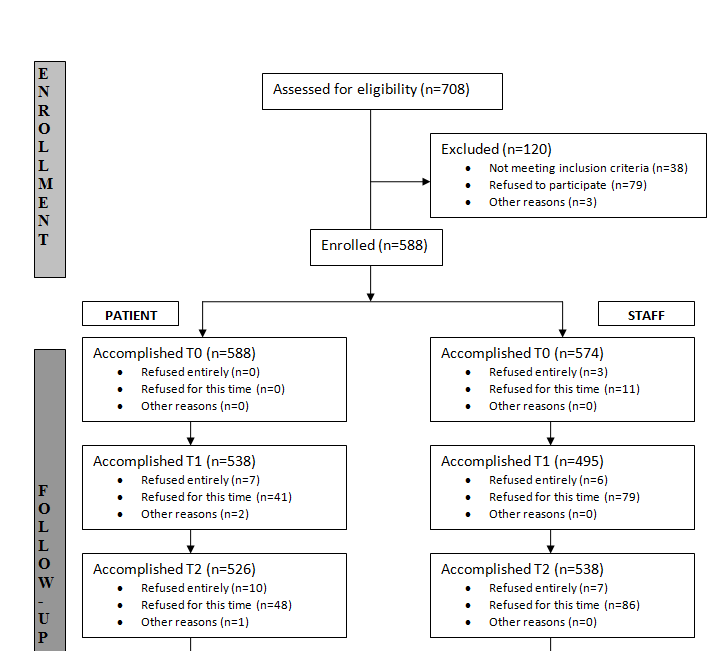 ENROLLMENT
Assessed for eligibility (n=708)
Excluded (n=120)
• Not meeting inclusion criteria (n=38)
• Refused to participate (n=79)
• Other reasons (n=3)
Enrolled (n=588)
PATIENT
STAFF
FOLLOW-UP
Accomplished T0 (n=588)
• Refused entirely (n=0)
• Refused for this time (n=0)
• Other reasons (n=0)
Accomplished T0 (n=574)
• Refused entirely (n=3)
• Refused for this time (n=11)
• Other reasons (n=0)
Accomplished T1 (n=538)
• Refused entirely (n=7)
• Refused for this time (n=41)
• Other reasons (n=2)
Accomplished T1 (n=495)
• Refused entirely (n=6)
• Refused for this time (n=79)
• Other reasons (n=0)
Accomplished T2 (n=526)
• Refused entirely (n=10)
• Refused for this time (n=48)
• Other reasons (n=1)
Accomplished T2 (n=538)
• Refused entirely (n=7)
• Refused for this time (n=86)
• Other reasons (n=0)